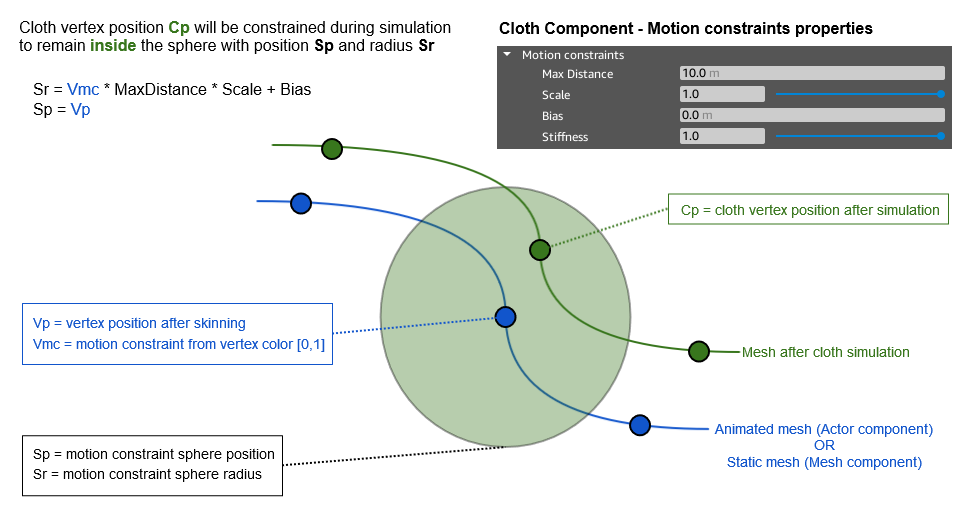 Cloth vertex position Cp will be constrained during simulation
to remain inside the sphere with position Sp and radius Sr
Sr = Vmc * MaxDistance * Scale + Bias
Sp = Vp
Cloth Component - Motion constraints properties
Motion constraints
Max Distance 10.0 m
Scale 1.0
Bias 0.0 m
Stiffness 1.0
Cp = cloth vertex position after simulation
Vp = vertex position after skinning
Vmc = motion constraint from vertex color [0,1]
Mesh after cloth simulation
Animated mesh (Actor component)
OR
Static mesh (Mesh component)
Sp = motion constraint sphere position
Sr = motion constraint sphere radius